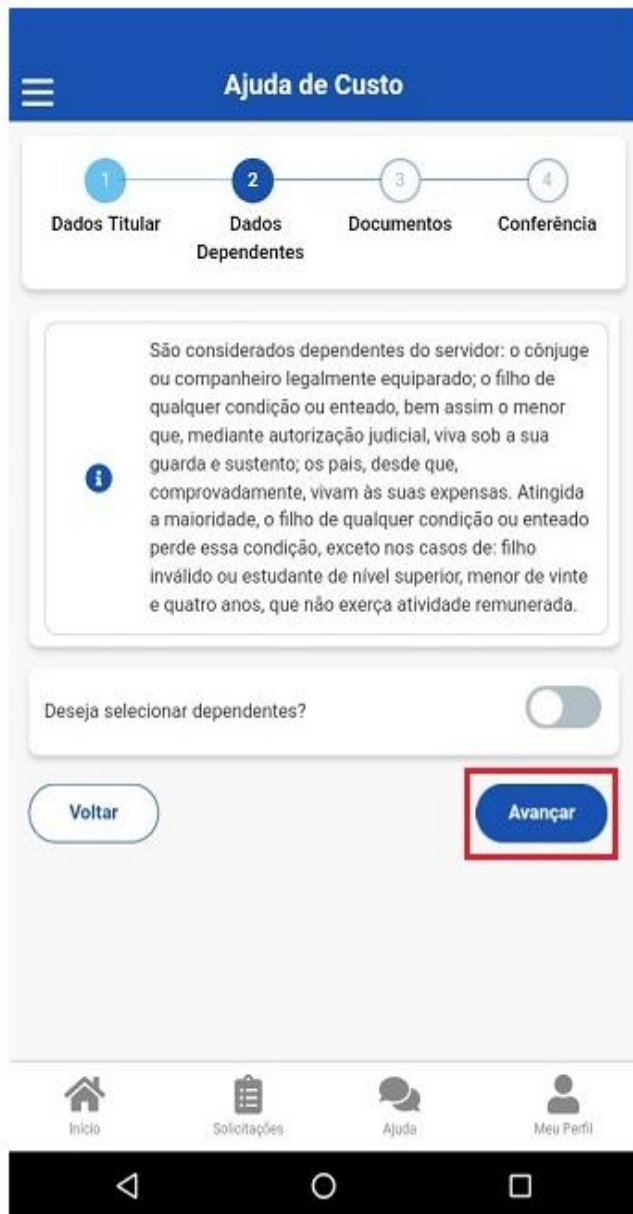 Ajuda de Custo
1 2 3 4
Dados Titular Dados Dependentes Documentos Conferência
São considerados dependentes do servidor: o cônjuge
ou companheiro legalmente equiparado; o filho de
qualquer condição ou enteado, bem assim o menor
que, mediante autorização judicial, viva sob a sua
guarda e sustento; os pais, desde que,
comprovadamente, vivam às suas expensas. Atingida
a maioridade, o filho de qualquer condição ou enteado
perde essa condição, exceto nos casos de: filho
inválido ou estudante de nível superior, menor de vinte
e quatro anos, que não exerça atividade remunerada.
Deseja selecionar dependentes?
Voltar Avançar
Início Solicitações Ajuda Meu Perfil